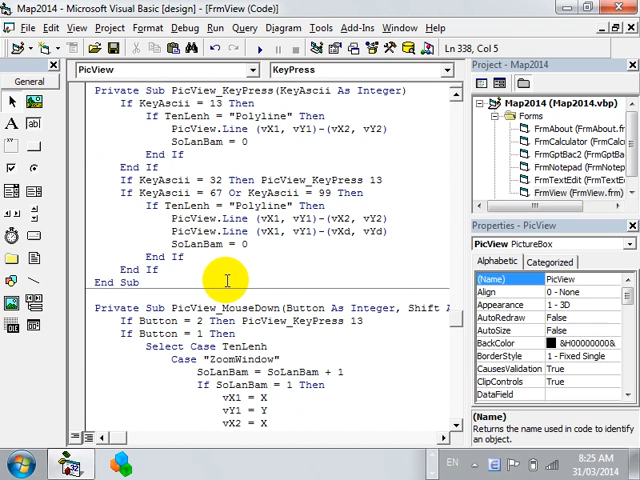 Map2014 - Microsoft Visual Basic [design] - [FrmView (Code)]
File Edit View Project Format Debug Run Query Diagram Tools Add-Ins Window Help
Ln 338, Col 5
General
PicView
KeyPress
Private Sub PicView_KeyPress(KeyAscii As Integer)
If KeyAscii = 13 Then
If TenLenh = "Polyline" Then
PicView.Line (vX1, vY1)-(vX2, vY2)
SoLanBam = 0
End If
End If
If KeyAscii = 32 Then PicView_KeyPress 13
If KeyAscii = 67 Or KeyAscii = 99 Then
If TenLenh = "Polyline" Then
PicView.Line (vX1, vY1)-(vX2, vY2)
PicView.Line (vX1, vY1)-(vXd, vYd)
SoLanBam = 0
End If
End If
End Sub
Private Sub PicView_MouseDown(Button As Integer, Shift A
If Button = 2 Then PicView_KeyPress 13
If Button = 1 Then
Select Case TenLenh
Case "ZoomWindow"
SoLanBam = SoLanBam + 1
If SoLanBam = 1 Then
vX1 = X
vY1 = Y
vX2 = X
Project - Map2014
Map2014 (Map2014.vbp)
Forms
FrmAbout (FrmAbout.fr
FrmCalculator (FrmCalcu
FrmGptBac2 (FrmGptBa
FrmNotepad (FrmNotep
FrmTextEdit (FrmTextEd
FrmView (FrmView.frm)
Properties - PicView
PicView PictureBox
Alphabetic Categorized
(Name) PicView
Align 0 - None
Appearance 1 - 3D
AutoRedraw False
AutoSize False
BackColor &H00000000&
BorderStyle 1 - Fixed Single
CausesValidation True
ClipControls True
DataField
(Name)
Returns the name used in code to identify
an object.
EN
8:25 AM
31/03/2014